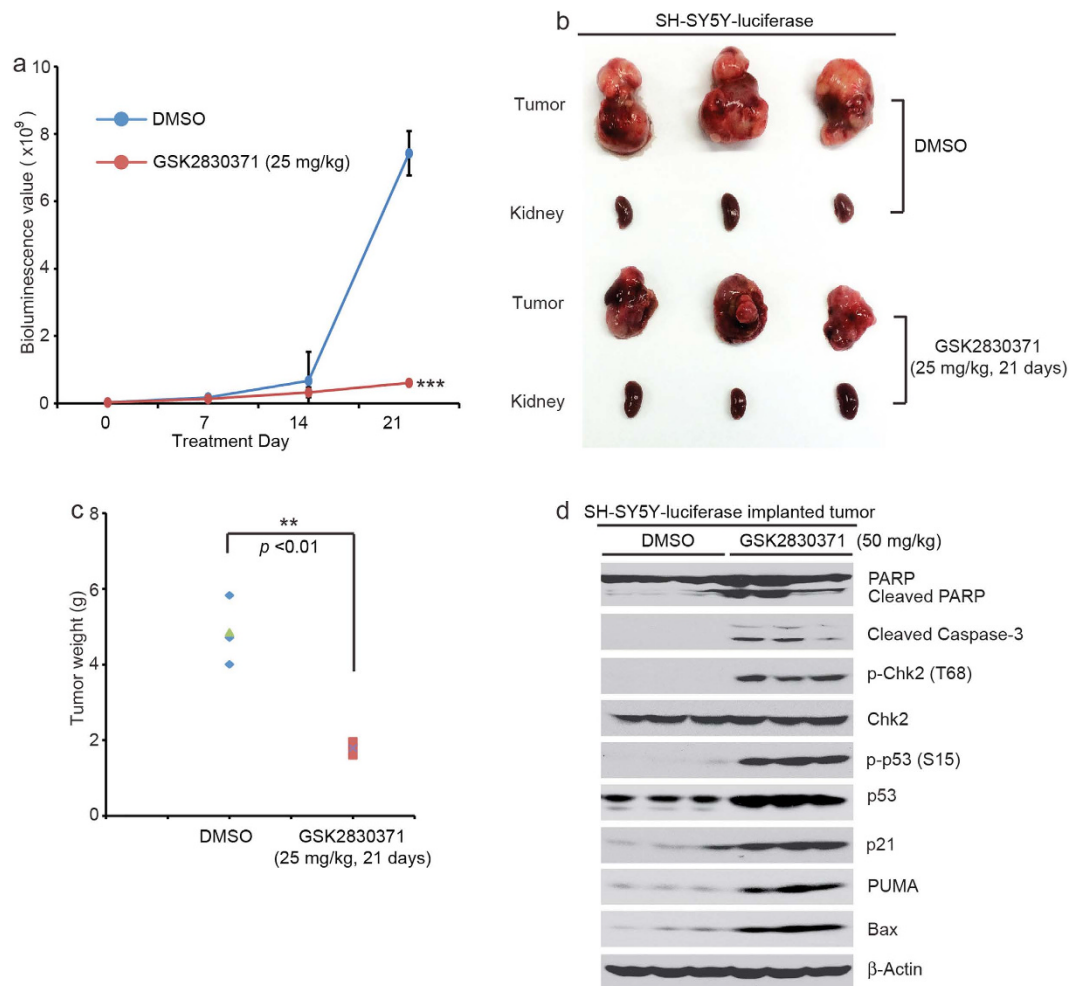 a
10
8
6
4
2
0
Bioluminescence value ( x10⁹)
DMSO
GSK2830371 (25 mg/kg)
***
0 7 14 21
Treatment Day
b
SH-SY5Y-luciferase
Tumor
DMSO
Kidney
Tumor
GSK2830371
(25 mg/kg, 21 days)
Kidney
c
8
6
4
2
0
Tumor weight (g)
**
p <0.01
DMSO
GSK2830371
(25 mg/kg, 21 days)
d
SH-SY5Y-luciferase implanted tumor
DMSO GSK2830371 (50 mg/kg)
PARP
Cleaved PARP
Cleaved Caspase-3
p-Chk2 (T68)
Chk2
p-p53 (S15)
p53
p21
PUMA
Bax
β-Actin